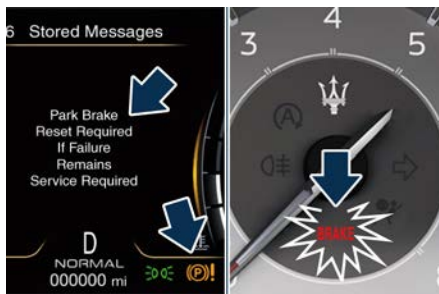 6 Stored Messages
Park Brake
Reset Required
If Failure
Remains
Service Required
D
NORMAL
000000 mi
(P)!
3
4
5
(A)
BRAKE